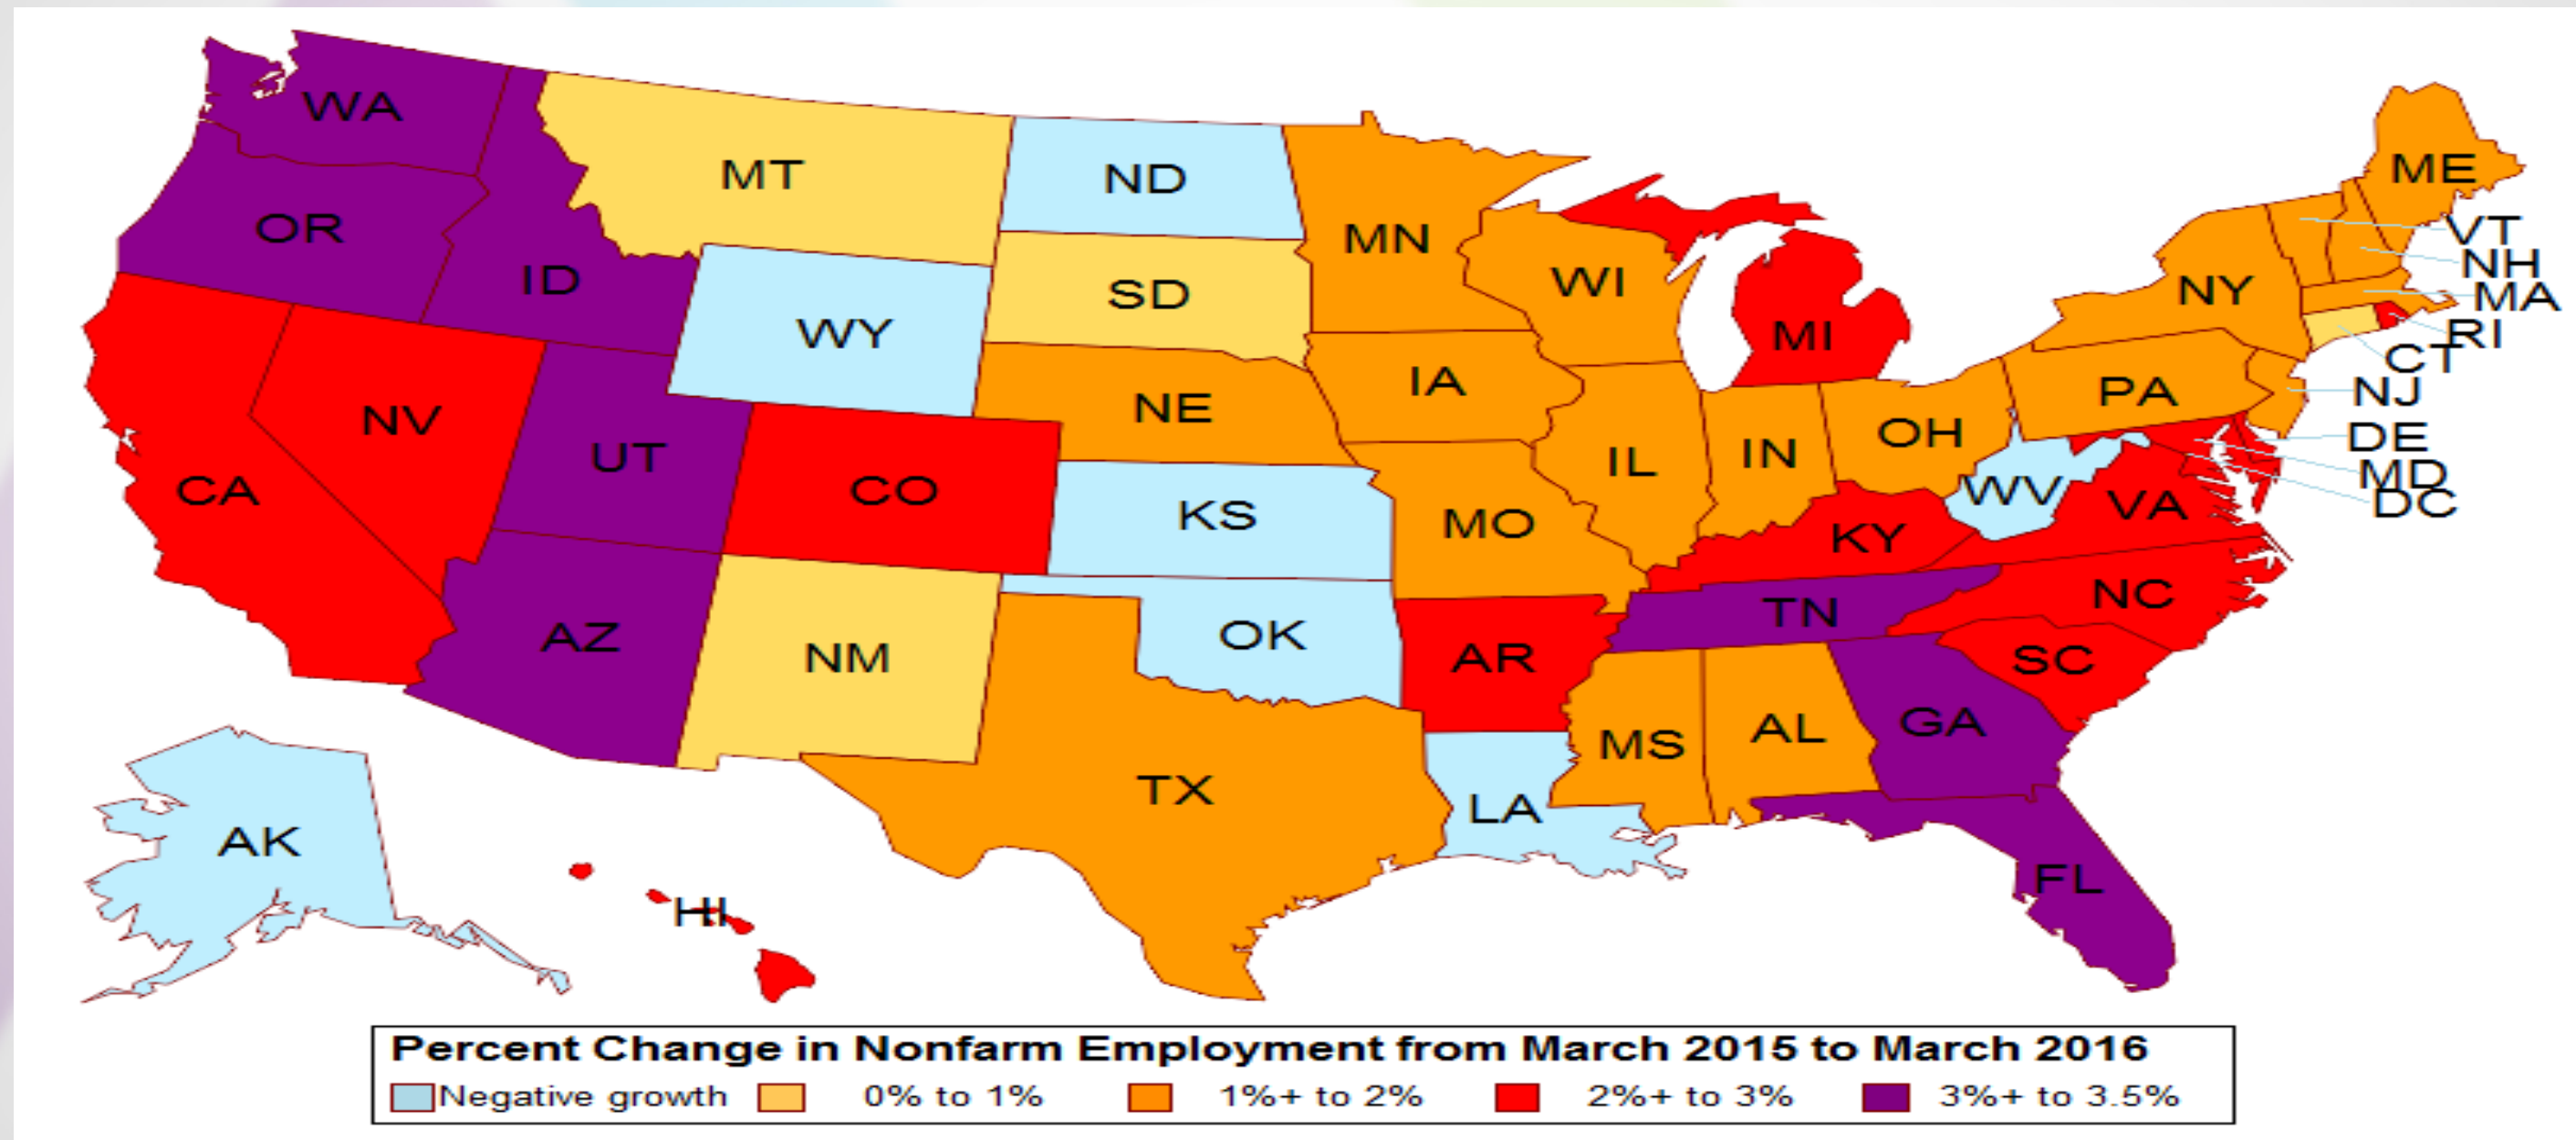 WA
MT
ND
ME
OR
MN
VT
ID
NH
WI
SD
NY
MA
WY
MI
RI
CT
IA
NJ
NE
PA
NV
OH
DE
UT
IN
IL
MD
CA
CO
WV
DC
KS
VA
MO
KY
NC
TN
AZ
OK
NM
AR
SC
GA
AL
MS
TX
LA
AK
FL
HI
Percent Change in Nonfarm Employment from March 2015 to March 2016
Negative growth 0% to 1% 1%+ to 2% 2%+ to 3% 3%+ to 3.5%